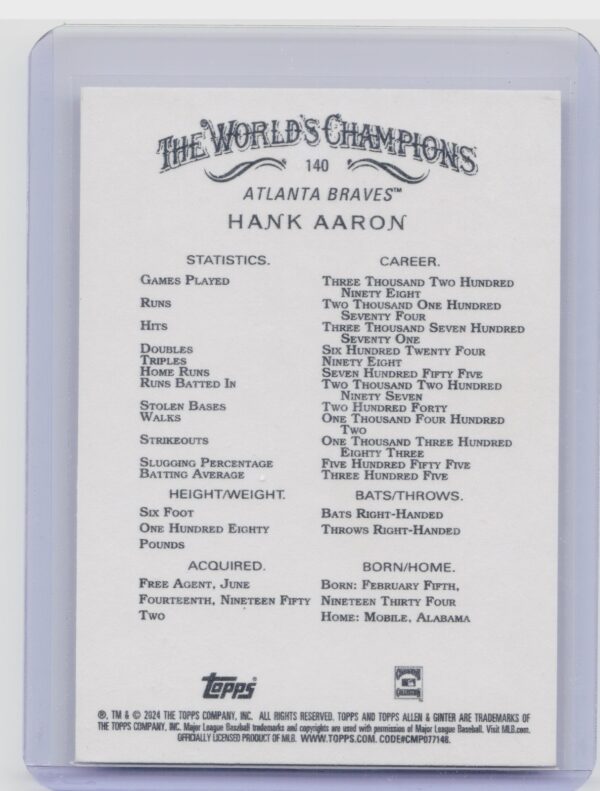 THE WORLD'S CHAMPIONS
140
ATLANTA BRAVES™
HANK AARON
STATISTICS. CAREER.
GAMES PLAYED THREE THOUSAND TWO HUNDRED
NINETY EIGHT
RUNS TWO THOUSAND ONE HUNDRED
SEVENTY FOUR
HITS THREE THOUSAND SEVEN HUNDRED
SEVENTY ONE
DOUBLES SIX HUNDRED TWENTY FOUR
TRIPLES NINETY EIGHT
HOME RUNS SEVEN HUNDRED FIFTY FIVE
RUNS BATTED IN TWO THOUSAND TWO HUNDRED
NINETY SEVEN
STOLEN BASES TWO HUNDRED FORTY
WALKS ONE THOUSAND FOUR HUNDRED
TWO
STRIKEOUTS ONE THOUSAND THREE HUNDRED
EIGHTY THREE
SLUGGING PERCENTAGE FIVE HUNDRED FIFTY FIVE
BATTING AVERAGE THREE HUNDRED FIVE
HEIGHT/WEIGHT. BATS/THROWS.
SIX FOOT BATS RIGHT-HANDED
ONE HUNDRED EIGHTY THROWS RIGHT-HANDED
POUNDS
ACQUIRED. BORN/HOME.
FREE AGENT, JUNE BORN: FEBRUARY FIFTH,
FOURTEENTH, NINETEEN FIFTY NINETEEN THIRTY FOUR
TWO HOME: MOBILE, ALABAMA
Topps
®, TM & © 2024 THE TOPPS COMPANY, INC. ALL RIGHTS RESERVED. TOPPS AND TOPPS ALLEN & GINTER ARE TRADEMARKS OF
THE TOPPS COMPANY, INC. Major League Baseball trademarks and copyrights are used with permission of Major League Baseball. Visit MLB.com.
OFFICIALLY LICENSED PRODUCT OF MLB. WWW.TOPPS.COM. CODE#CMP077148.